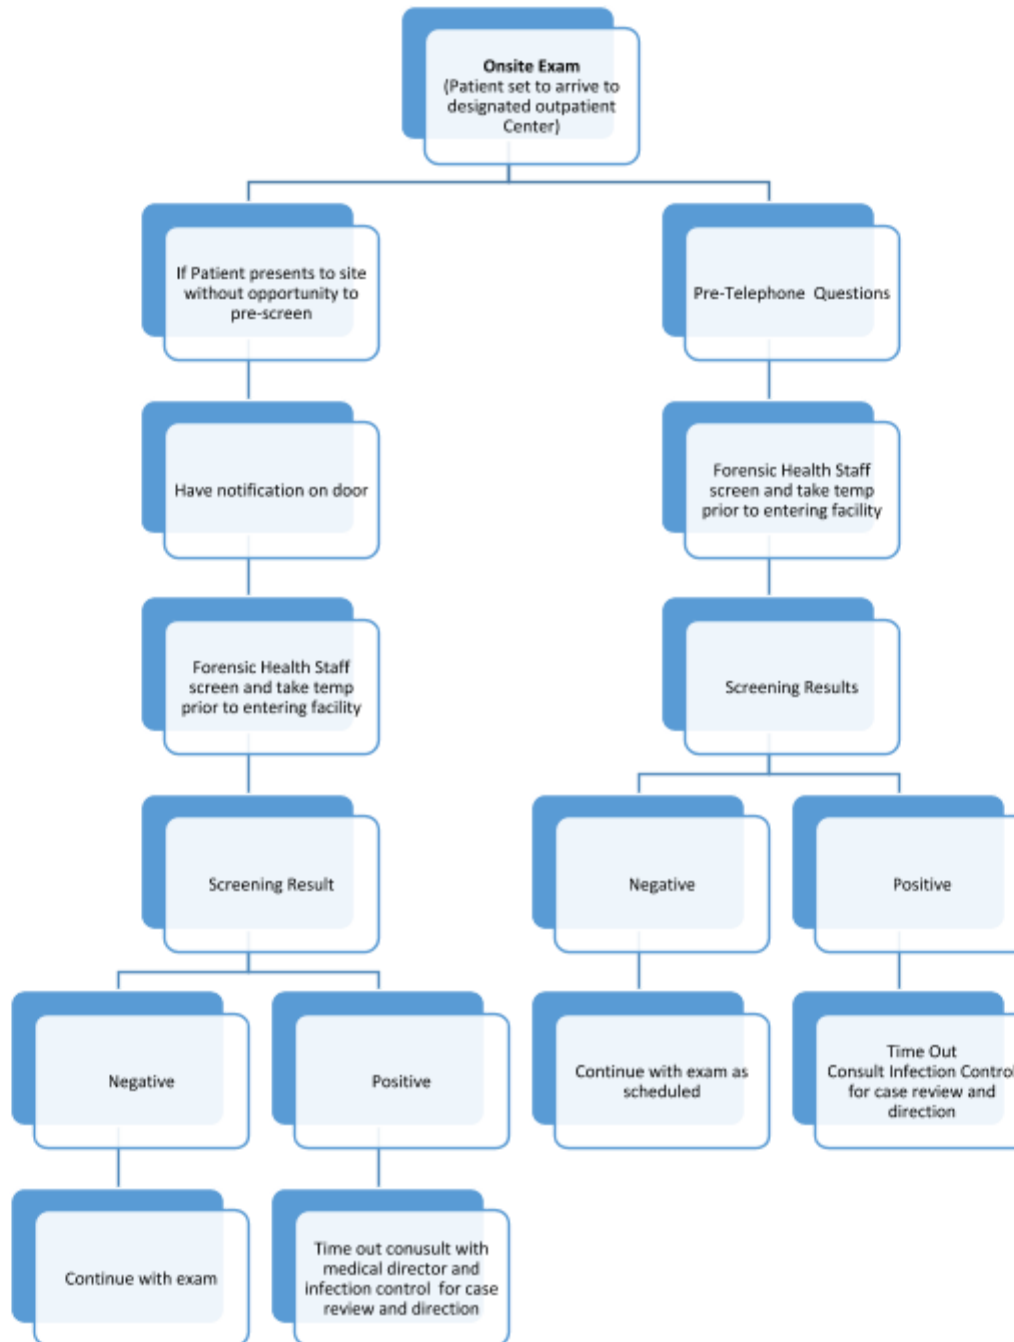 Onsite Exam
(Patient set to arrive to
designated outpatient
Center)
If Patient presents to site
without opportunity to
pre-screen
Pre-Telephone Questions
Have notification on door
Forensic Health Staff
screen and take temp
prior to entering facility
Forensic Health Staff
screen and take temp
prior to entering facility
Screening Results
Screening Result
Negative
Positive
Negative
Positive
Continue with exam as
scheduled
Time Out
Consult Infection Control
for case review and
direction
Continue with exam
Time out conusult with
medical director and
infection control for case
review and direction